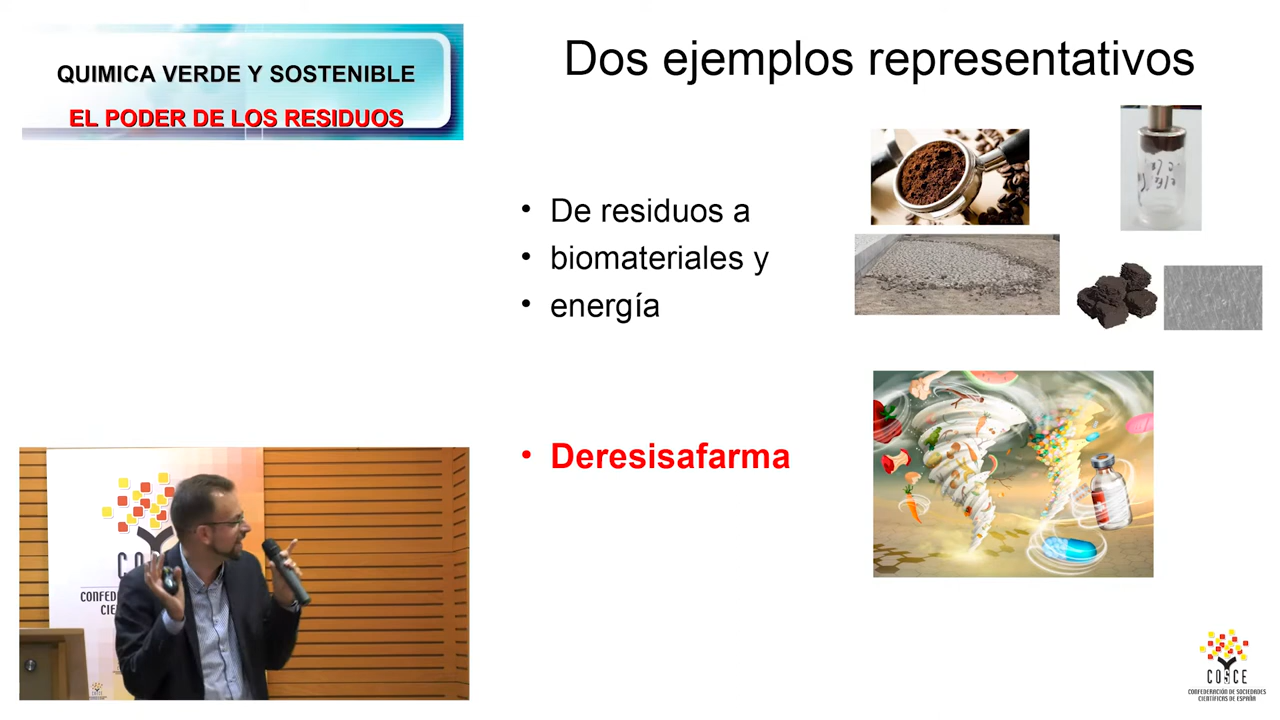 QUIMICA VERDE Y SOSTENIBLE
EL PODER DE LOS RESIDUOS
Dos ejemplos representativos
• De residuos a
• biomateriales y
• energía
• Deresisafarma
COSCE
CONFEDERACIÓN DE SOCIEDADES
CIENTÍFICAS DE ESPAÑA